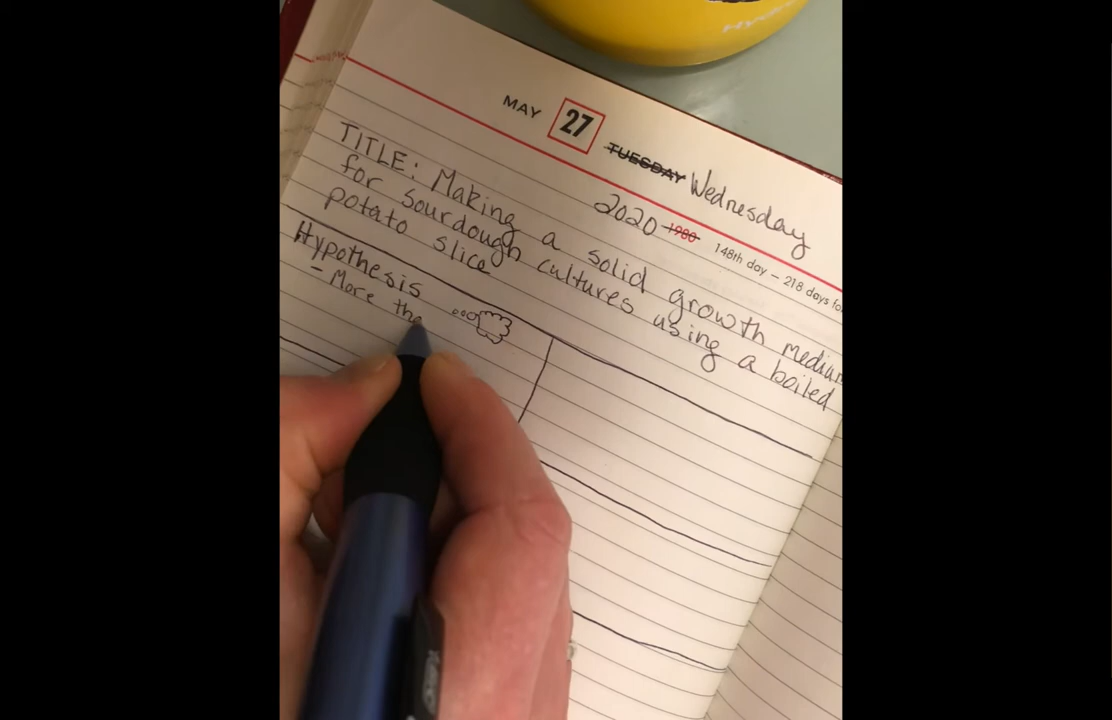 MAY 27 TUESDAY Wednesday
2020 1980 148th day – 218 days
TITLE: Making a solid growth medium
for sourdough cultures using a boiled
potato slice
Hypothesis
- More the